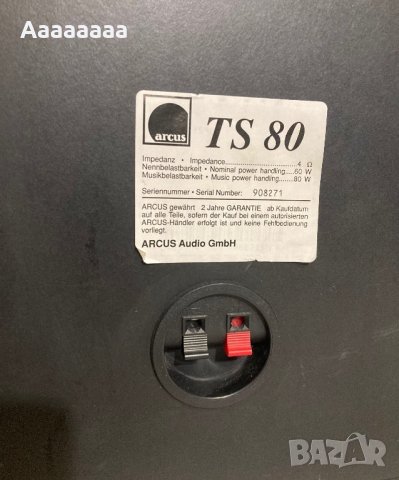 Aaaaaaaa
arcus
TS 80
Impedanz • Impedance..........................4 Ω
Nennbelastbarkeit • Nominal power handling....60 W
Musikbelastbarkeit • Music power handling.......80 W
Seriennummer • Serial Number: 908271
ARCUS gewährt 2 Jahre GARANTIE ab Kaufdatum
auf alle Teile, sofern der Kauf bei einem autorisierten
ARCUS-Händler erfolgt ist und keine Fehlbedienung
vorliegt.
ARCUS Audio GmbH
BAZAR